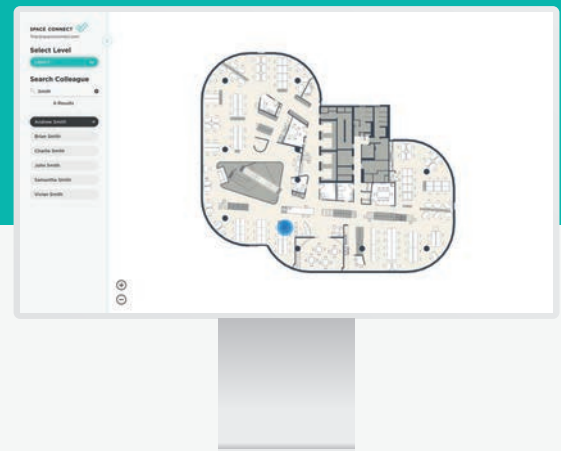 SPACE CONNECT
Select Level
Search Colleague
Smith
6 Results
Andrew Smith
Brian Smith
Charlie Smith
John Smith
Samantha Smith
Vivian Smith